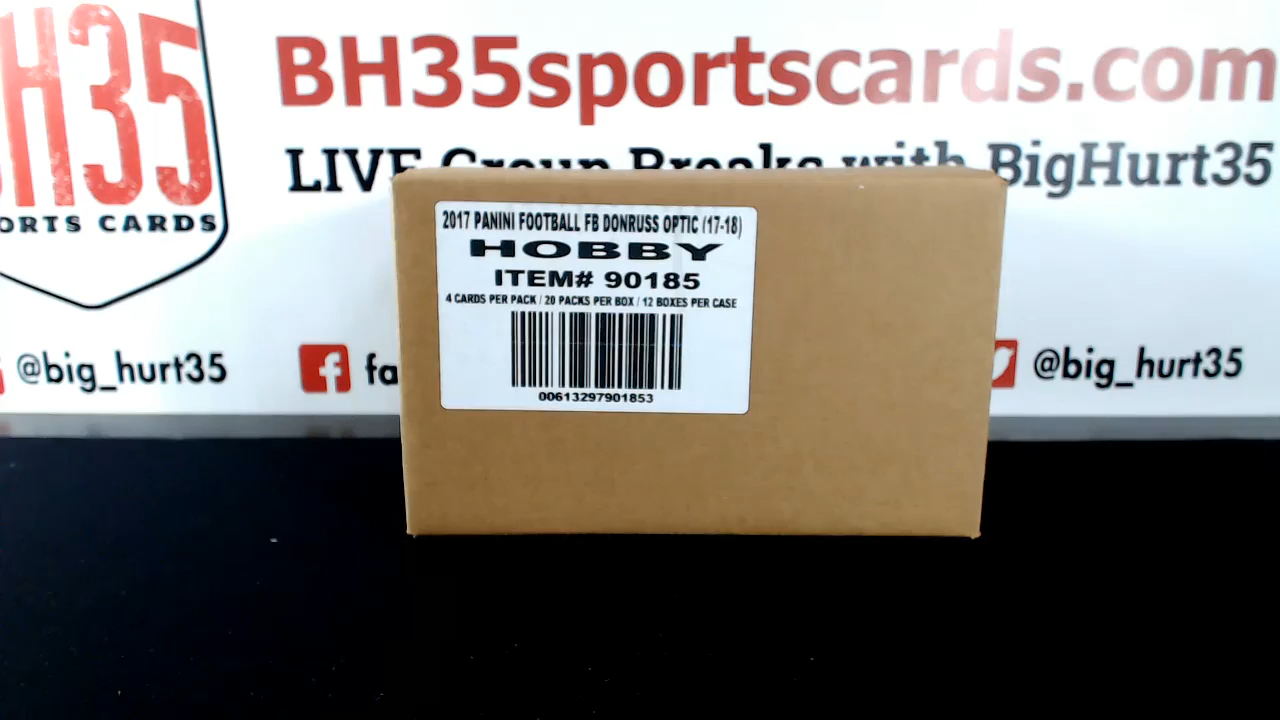 H35
ORTS CARDS
BH35sportscards.com
LIVE Group Breaks with BigHurt35
@big_hurt35
fa
@big_hurt35
2017 PANINI FOOTBALL FB DONRUSS OPTIC (17-18)
HOBBY
ITEM# 90185
4 CARDS PER PACK / 20 PACKS PER BOX / 12 BOXES PER CASE
00613297901853